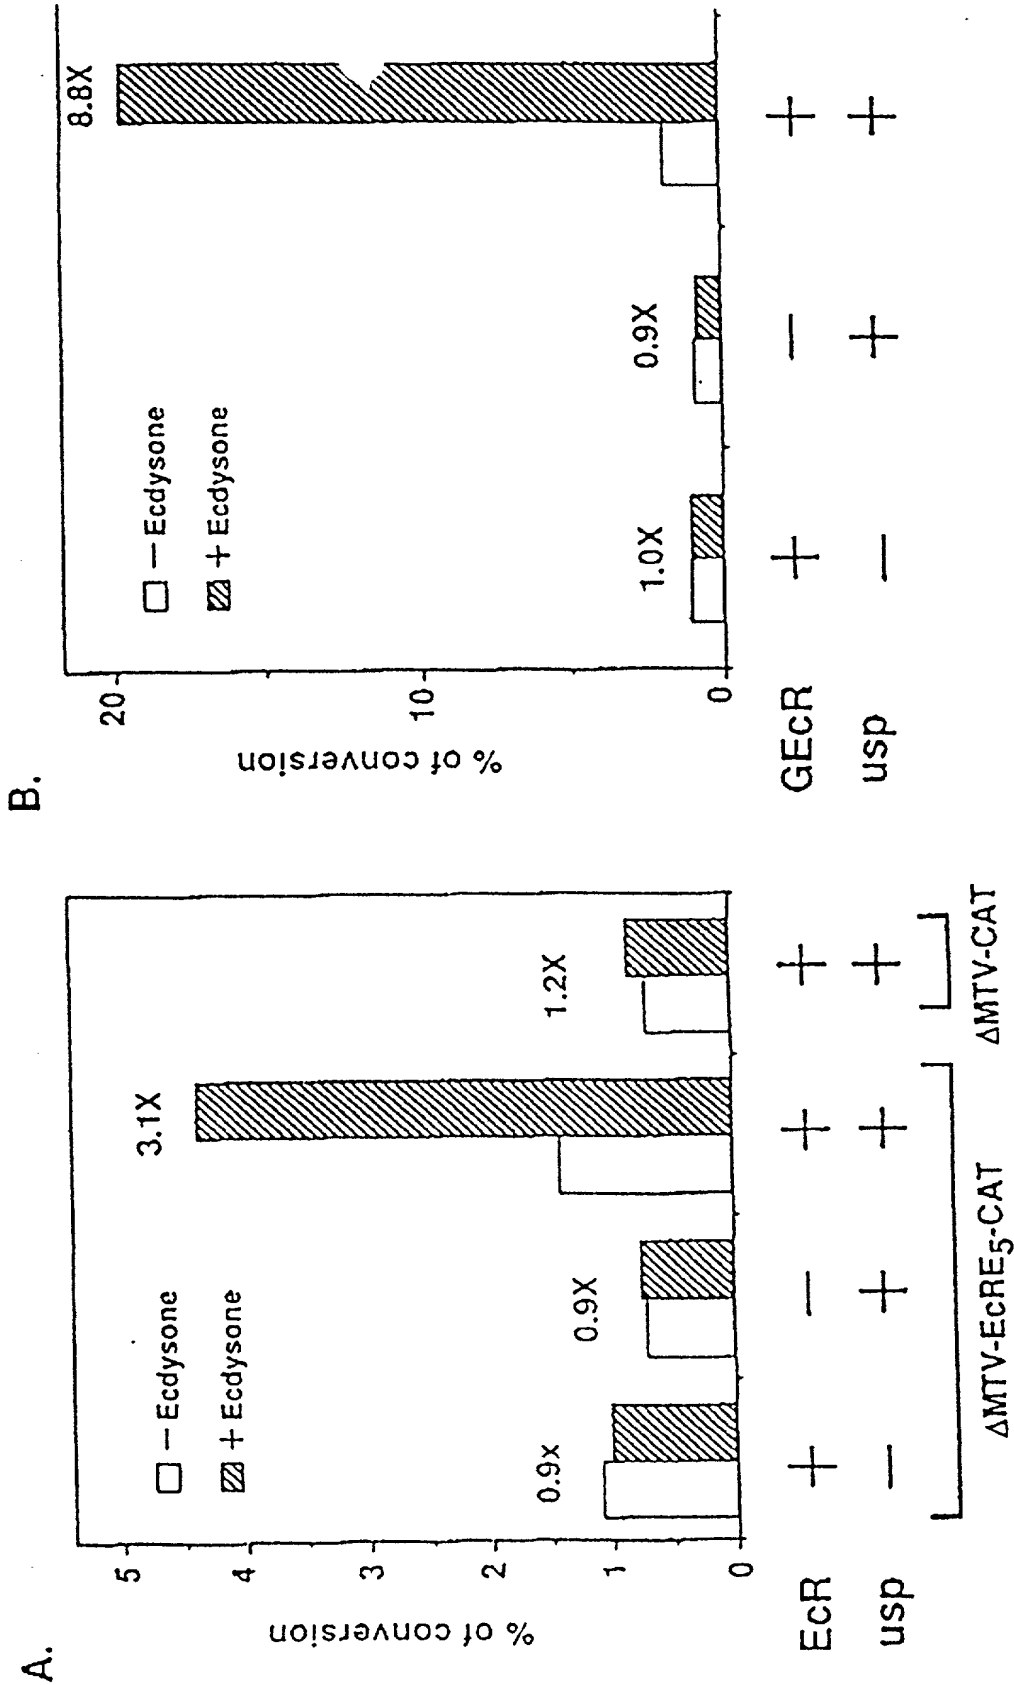 A.
% of conversion
5
4
3
2
1
0
− Ecdysone
+ Ecdysone
0.9x
0.9X
3.1X
1.2X
EcR + − + +
usp − + + +
ΔMTV-EcRE5-CAT
ΔMTV-CAT
B.
% of conversion
20
10
0
− Ecdysone
+ Ecdysone
1.0X
0.9X
8.8X
GEcR + − +
usp − + +